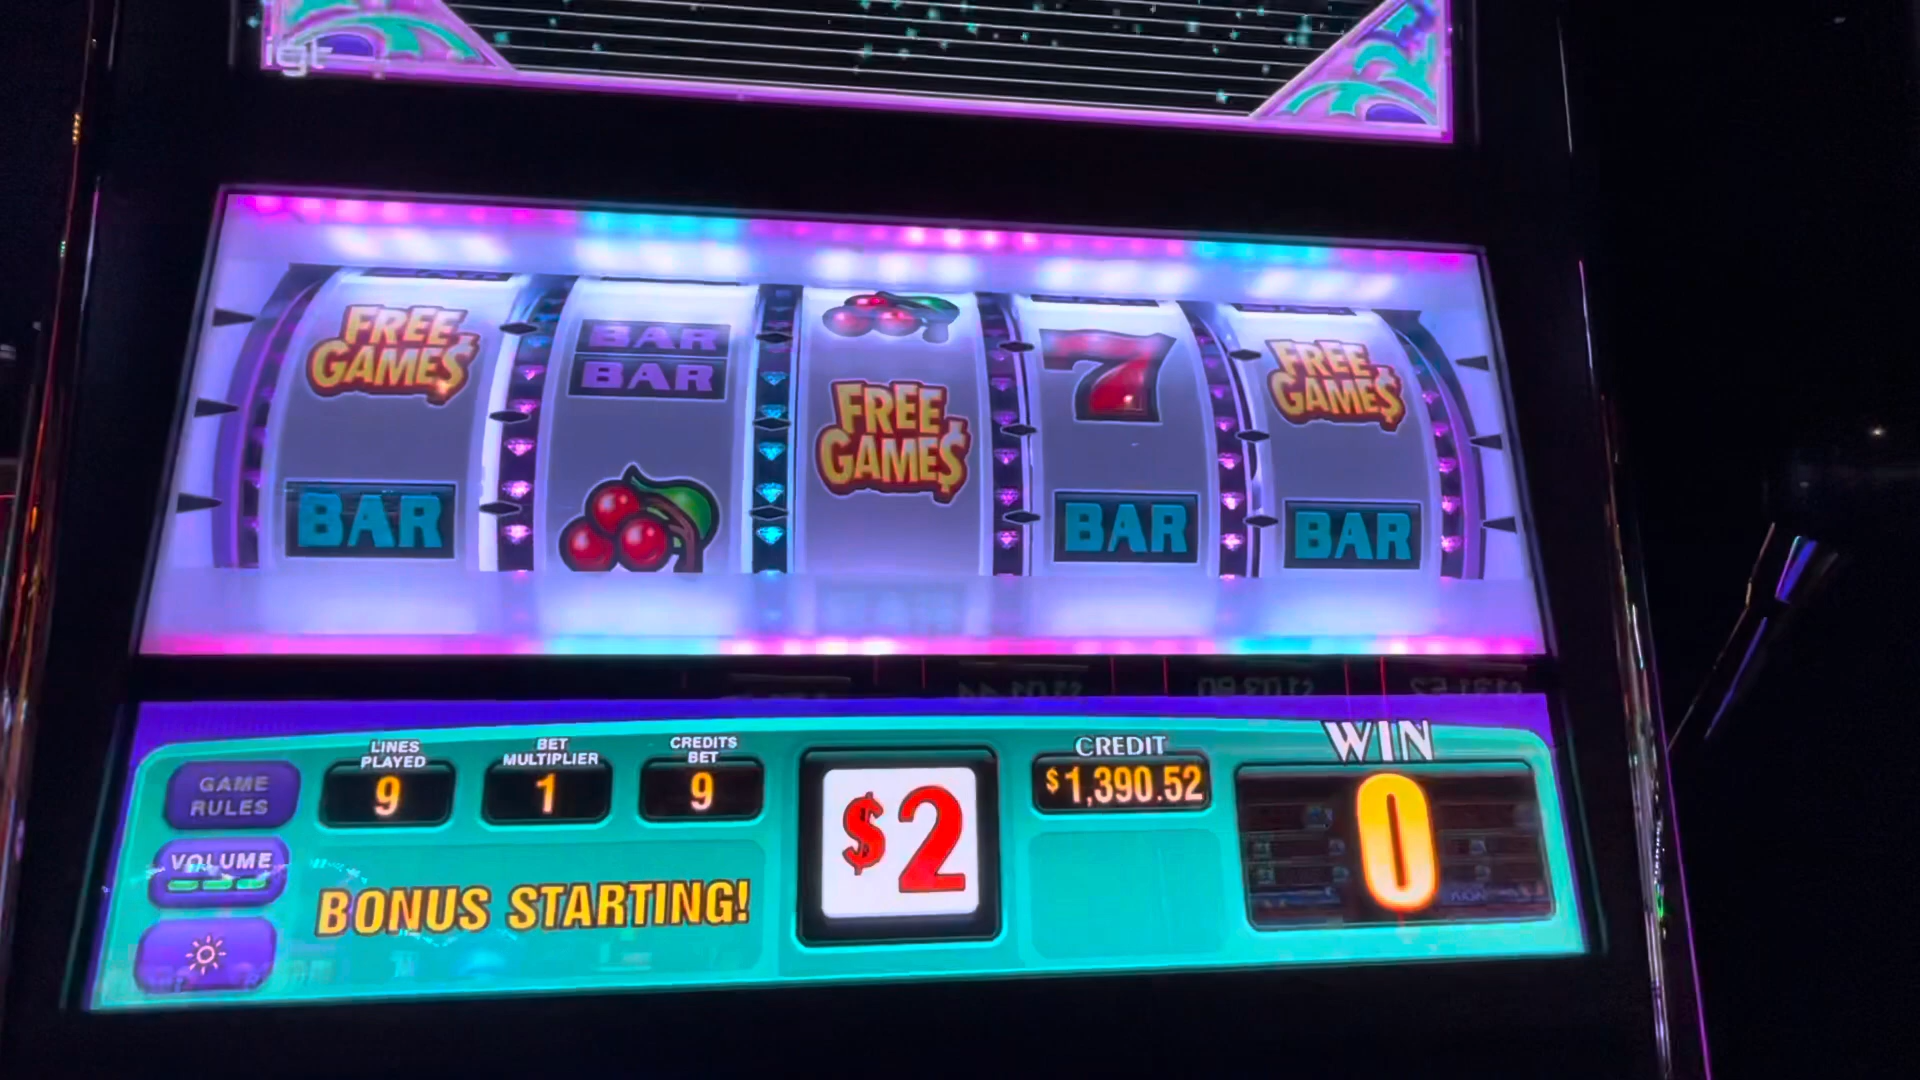 igt
FREE
GAMES
BAR
BAR
FREE
GAMES
7
FREE
GAMES
BAR
BAR
BAR
LINES
PLAYED
9
BET
MULTIPLIER
1
CREDITS
BET
9
$2
CREDIT
$1,390.52
WIN
0
GAME
RULES
VOLUME
BONUS STARTING!